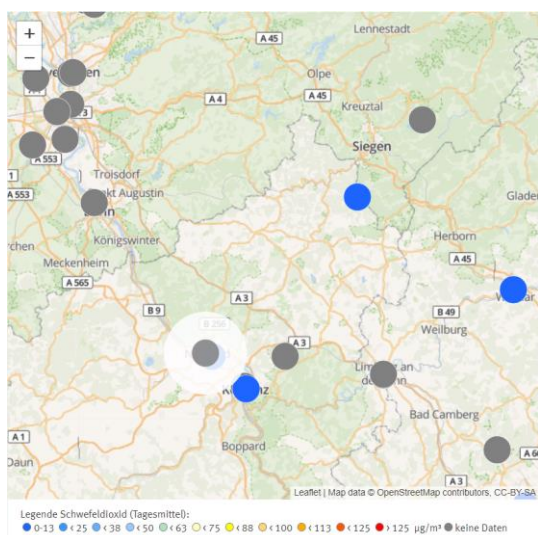 +
Lennestadt
−
A 45
Olpe
A 45
A 4
Kreuztal
A 3
Siegen
A 553
1
Troisdorf
A 553
Sankt Augustin
Königswinter
Herborn
Meckenheim
A 45
A 565
B 9
A 3
B 49
Weilburg
A 3
Bad Camberg
A 1
Boppard
Daun
A 3
Leaflet | Map data © OpenStreetMap contributors, CC-BY-SA
Legende Schwefeldioxid (Tagesmittel):
0-13 < 25 < 38 < 50 < 63 < 75 < 88 < 100 < 113 < 125 > 125 µg/m³ keine Daten